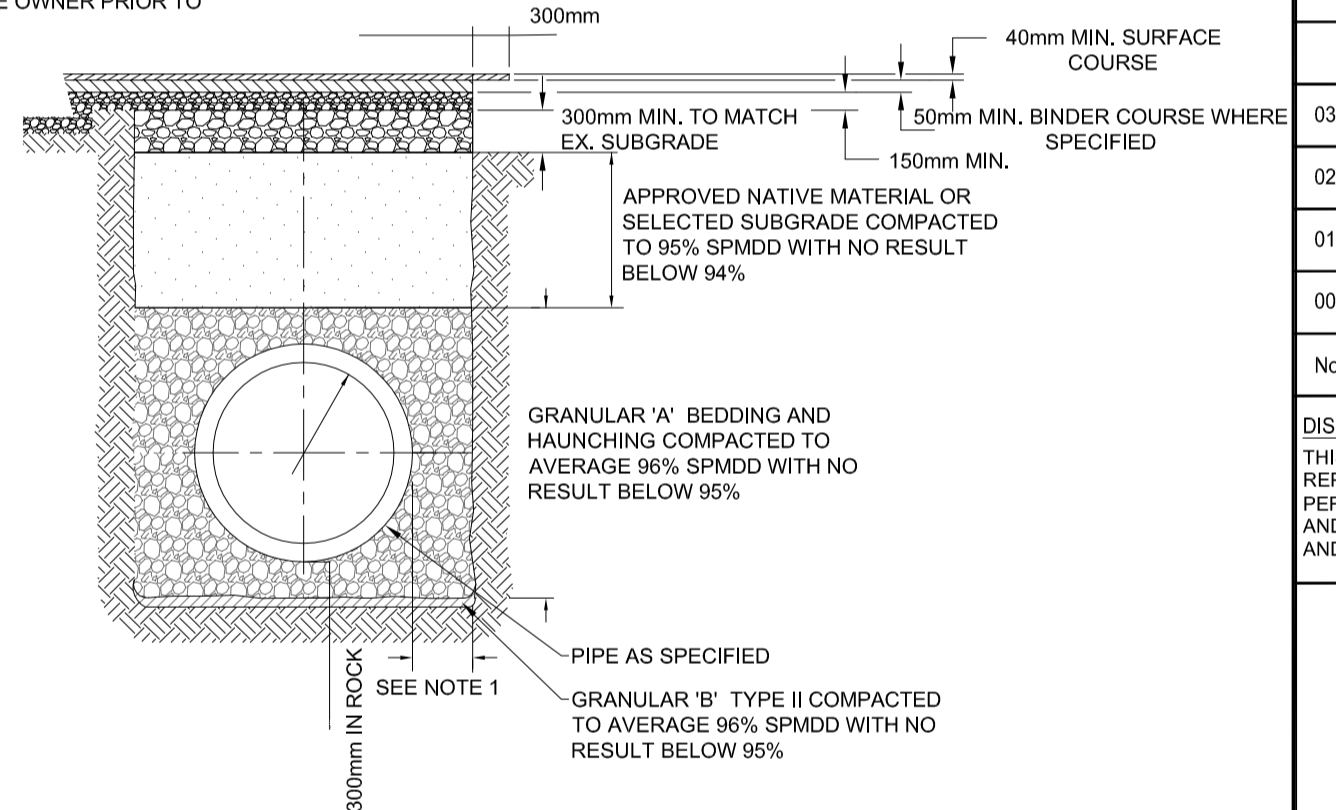 E OWNER PRIOR TO
300mm
40mm MIN. SURFACE
COURSE
300mm MIN. TO MATCH
EX. SUBGRADE
50mm MIN. BINDER COURSE WHERE
SPECIFIED
150mm MIN.
APPROVED NATIVE MATERIAL OR
SELECTED SUBGRADE COMPACTED
TO 95% SPMDD WITH NO RESULT
BELOW 94%
GRANULAR 'A' BEDDING AND
HAUNCHING COMPACTED TO
AVERAGE 96% SPMDD WITH NO
RESULT BELOW 95%
PIPE AS SPECIFIED
SEE NOTE 1
GRANULAR 'B' TYPE II COMPACTED
TO AVERAGE 96% SPMDD WITH NO
RESULT BELOW 95%
300mm IN ROCK
03
02
01
00
No
DIS
THI
REF
PEF
AND
AND